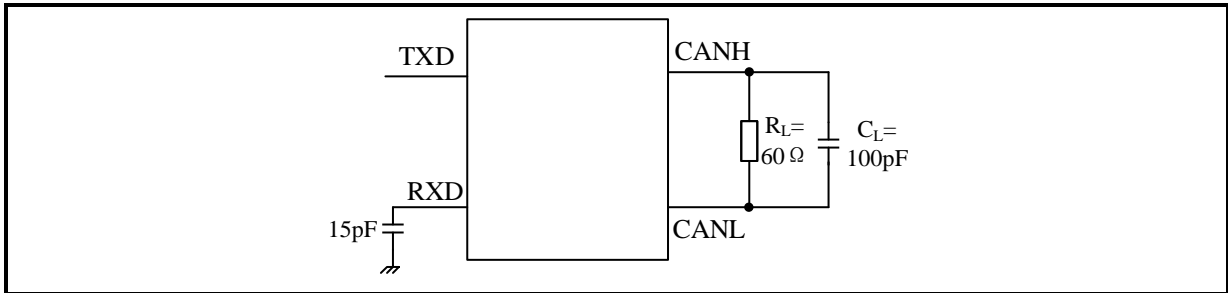 TXD
CANH
R_L=
60 Ω
C_L=
100pF
RXD
15pF
CANL